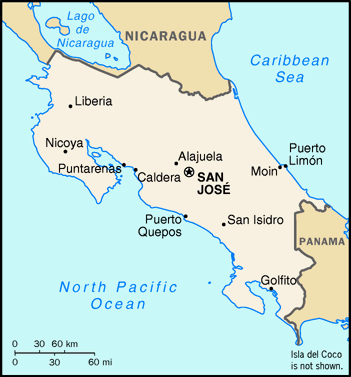 Lago de
Nicaragua
NICARAGUA
Caribbean
Sea
Liberia
Nicoya
Puntarenas
Caldera
Alajuela
SAN
JOSÉ
Puerto
Limón
Moin
Puerto
Quepos
San Isidro
PANAMA
Golfito
North Pacific
Ocean
0 30 60 km
0 30 60 mi
Isla del Coco
is not shown.